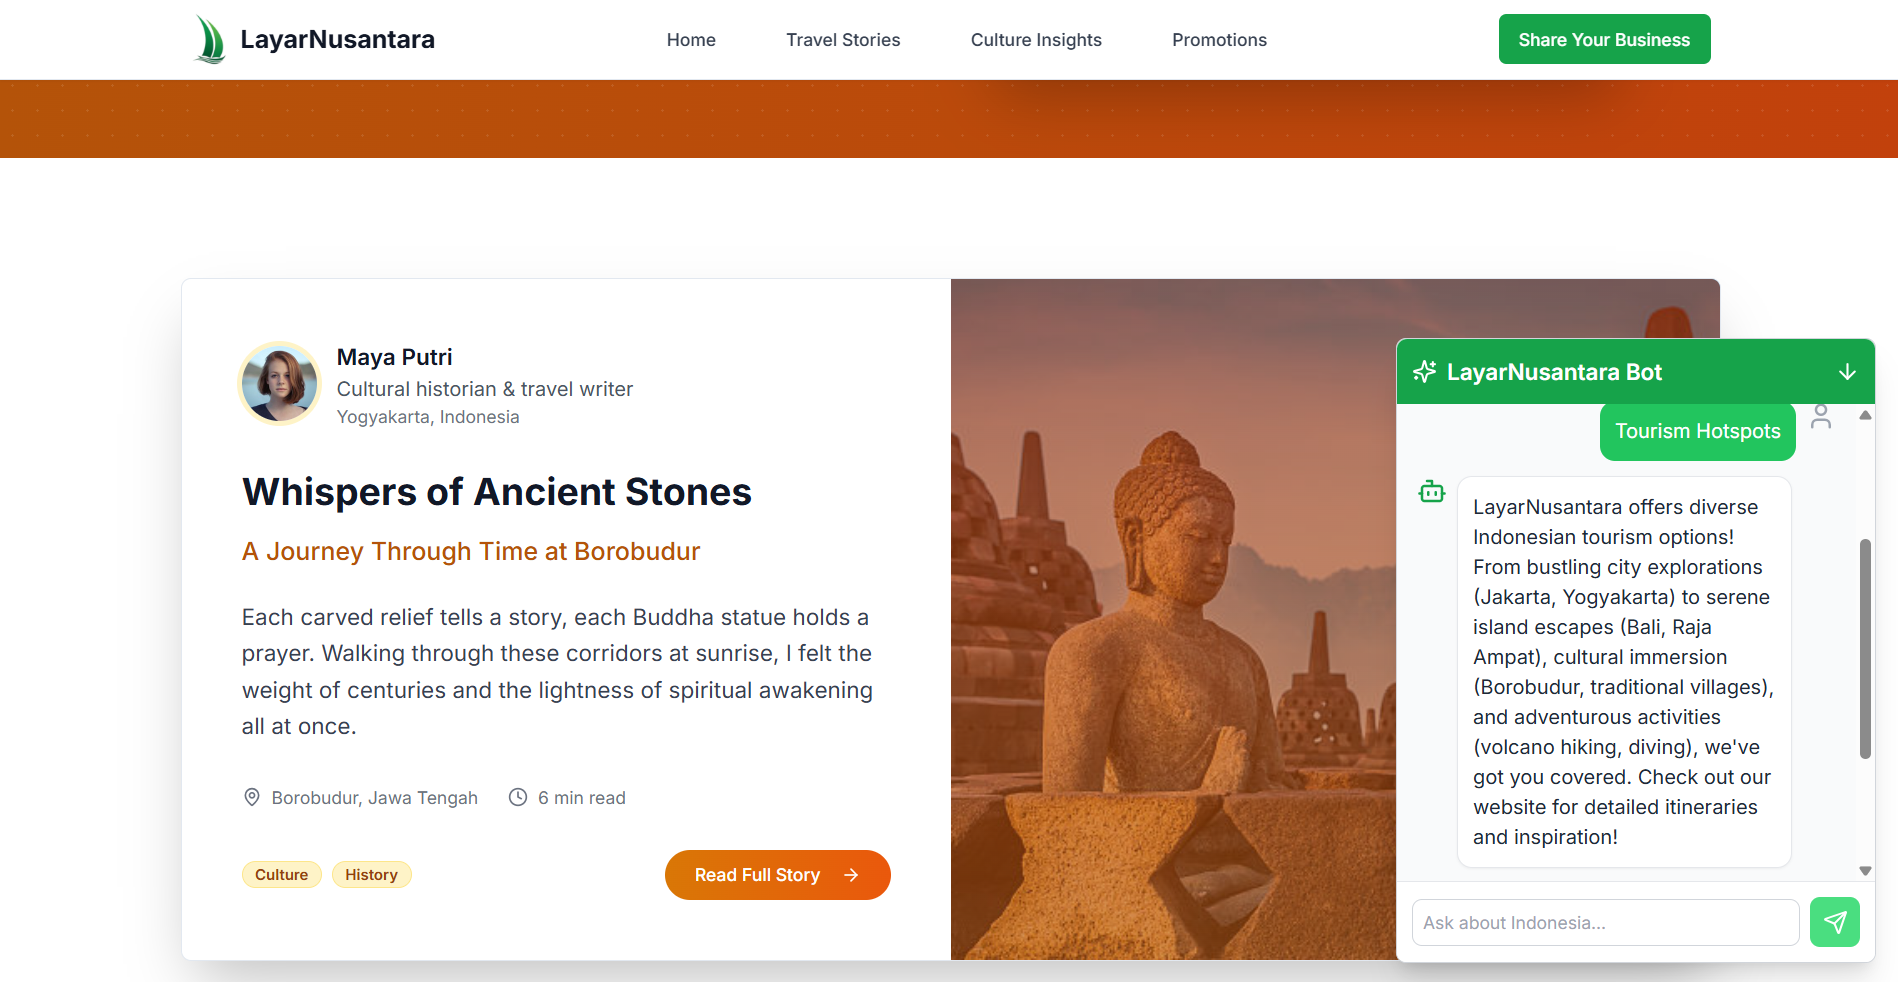 LayarNusantara
Home
Travel Stories
Culture Insights
Promotions
Share Your Business
Maya Putri
Cultural historian & travel writer
Yogyakarta, Indonesia
Whispers of Ancient Stones
A Journey Through Time at Borobudur
Each carved relief tells a story, each Buddha statue holds a
prayer. Walking through these corridors at sunrise, I felt the
weight of centuries and the lightness of spiritual awakening
all at once.
Borobudur, Jawa Tengah
6 min read
Culture
History
Read Full Story
LayarNusantara Bot
Tourism Hotspots
LayarNusantara offers diverse
Indonesian tourism options!
From bustling city explorations
(Jakarta, Yogyakarta) to serene
island escapes (Bali, Raja
Ampat), cultural immersion
(Borobudur, traditional villages),
and adventurous activities
(volcano hiking, diving), we've
got you covered. Check out our
website for detailed itineraries
and inspiration!
Ask about Indonesia...